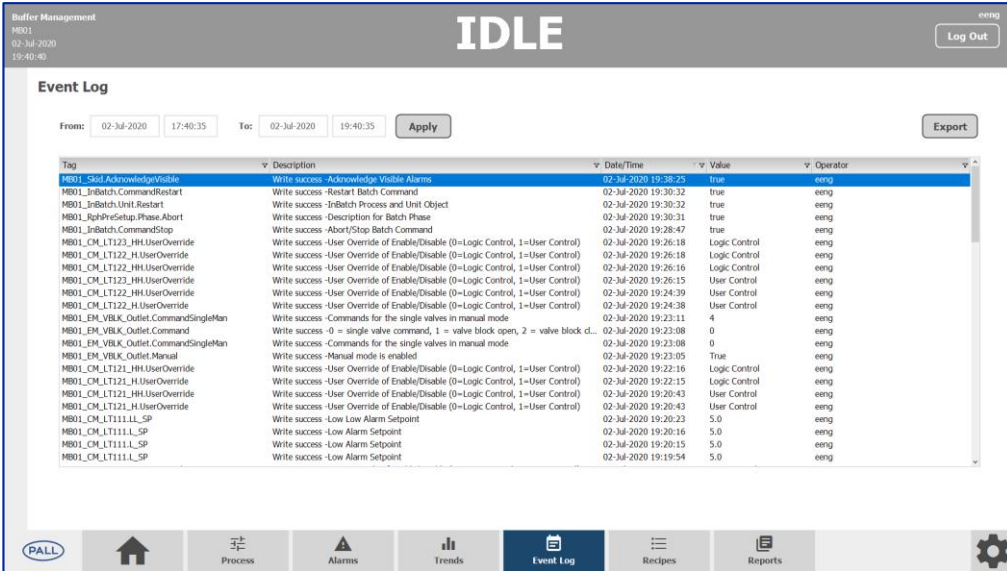 Buffer Management
MB01
02-Jul-2020
19:40:40
IDLE
eeng
Log Out
Event Log
From: 02-Jul-2020 17:40:35 To: 02-Jul-2020 19:40:35 Apply
Export
Tag Description Date/Time Value Operator
MB01_Skid.AcknowledgeVisible Write success -Acknowledge Visible Alarms 02-Jul-2020 19:38:25 true eeng
MB01_InBatch.CommandRestart Write success -Restart Batch Command 02-Jul-2020 19:30:32 true eeng
MB01_InBatch.Unit.Restart Write success -InBatch Process and Unit Object 02-Jul-2020 19:30:32 true eeng
MB01_RphPreSetup.Phase.Abort Write success -Description for Batch Phase 02-Jul-2020 19:30:31 true eeng
MB01_InBatch.CommandStop Write success -Abort/Stop Batch Command 02-Jul-2020 19:28:47 true eeng
MB01_CM_LT123_HH.UserOverride Write success -User Override of Enable/Disable (0=Logic Control, 1=User Control) 02-Jul-2020 19:26:18 Logic Control eeng
MB01_CM_LT122_H.UserOverride Write success -User Override of Enable/Disable (0=Logic Control, 1=User Control) 02-Jul-2020 19:26:18 Logic Control eeng
MB01_CM_LT122_HH.UserOverride Write success -User Override of Enable/Disable (0=Logic Control, 1=User Control) 02-Jul-2020 19:26:16 Logic Control eeng
MB01_CM_LT123_HH.UserOverride Write success -User Override of Enable/Disable (0=Logic Control, 1=User Control) 02-Jul-2020 19:26:15 User Control eeng
MB01_CM_LT122_HH.UserOverride Write success -User Override of Enable/Disable (0=Logic Control, 1=User Control) 02-Jul-2020 19:24:39 User Control eeng
MB01_CM_LT122_H.UserOverride Write success -User Override of Enable/Disable (0=Logic Control, 1=User Control) 02-Jul-2020 19:24:38 User Control eeng
MB01_EM_VBLK_Outlet.CommandSingleMan Write success -Commands for the single valves in manual mode 02-Jul-2020 19:23:11 4 eeng
MB01_EM_VBLK_Outlet.Command Write success -0 = single valve command, 1 = valve block open, 2 = valve block cl... 02-Jul-2020 19:23:08 0 eeng
MB01_EM_VBLK_Outlet.CommandSingleMan Write success -Commands for the single valves in manual mode 02-Jul-2020 19:23:08 0 eeng
MB01_EM_VBLK_Outlet.Manual Write success -Manual mode is enabled 02-Jul-2020 19:23:05 True eeng
MB01_CM_LT121_HH.UserOverride Write success -User Override of Enable/Disable (0=Logic Control, 1=User Control) 02-Jul-2020 19:22:16 Logic Control eeng
MB01_CM_LT121_H.UserOverride Write success -User Override of Enable/Disable (0=Logic Control, 1=User Control) 02-Jul-2020 19:22:15 Logic Control eeng
MB01_CM_LT121_HH.UserOverride Write success -User Override of Enable/Disable (0=Logic Control, 1=User Control) 02-Jul-2020 19:20:43 User Control eeng
MB01_CM_LT121_H.UserOverride Write success -User Override of Enable/Disable (0=Logic Control, 1=User Control) 02-Jul-2020 19:20:43 User Control eeng
MB01_CM_LT111.LL_SP Write success -Low Low Alarm Setpoint 02-Jul-2020 19:20:23 5.0 eeng
MB01_CM_LT111.L_SP Write success -Low Alarm Setpoint 02-Jul-2020 19:20:16 5.0 eeng
MB01_CM_LT111.L_SP Write success -Low Alarm Setpoint 02-Jul-2020 19:20:15 5.0 eeng
MB01_CM_LT111.L_SP Write success -Low Alarm Setpoint 02-Jul-2020 19:19:54 5.0 eeng
PALL Process Alarms Trends Event Log Recipes Reports